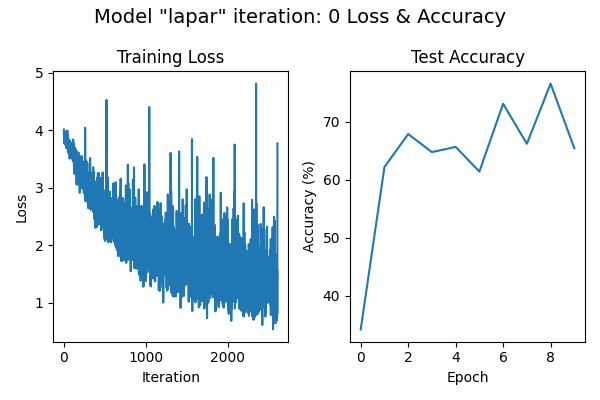 Model "lapar" iteration: 0 Loss & Accuracy
Training Loss
Loss
5
4
3
2
1
0 1000 2000
Iteration
Test Accuracy
Accuracy (%)
70
60
50
40
0 2 4 6 8
Epoch